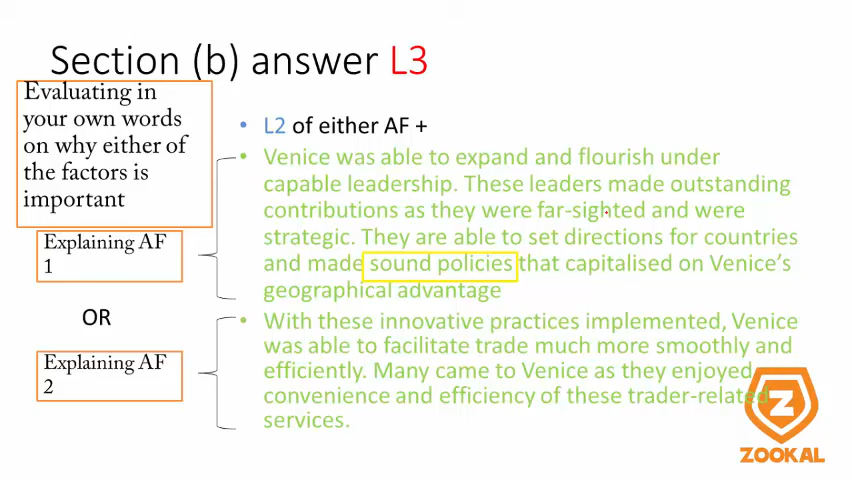 Section (b) answer L3
Evaluating in
your own words
on why either of
the factors is
important
Explaining AF
1
OR
Explaining AF
2
• L2 of either AF +
• Venice was able to expand and flourish under
capable leadership. These leaders made outstanding
contributions as they were far-sighted and were
strategic. They are able to set directions for countries
and made sound policies that capitalised on Venice's
geographical advantage
• With these innovative practices implemented, Venice
was able to facilitate trade much more smoothly and
efficiently. Many came to Venice as they enjoyed
convenience and efficiency of these trader-related
services.
Z
ZOOKAL